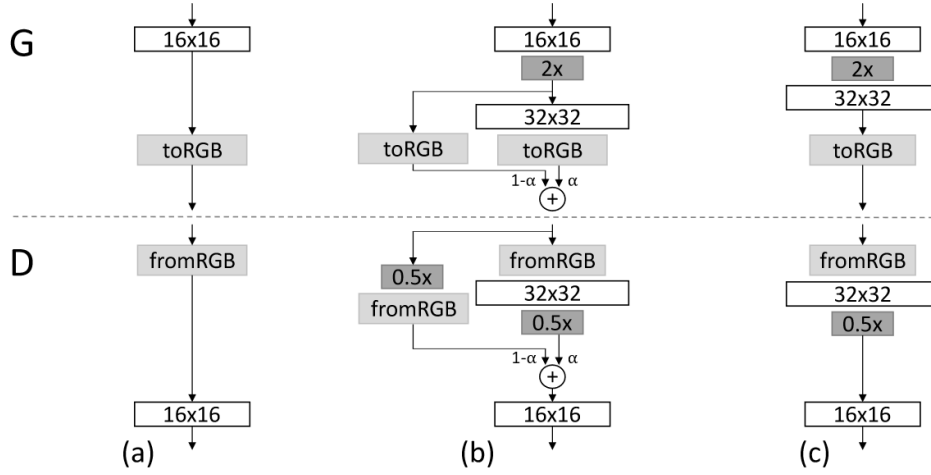 G
16x16
toRGB
16x16
2x
32x32
toRGB
toRGB
1-α
α
+
16x16
2x
32x32
toRGB
D
fromRGB
16x16
(a)
0.5x
fromRGB
fromRGB
32x32
0.5x
1-α
α
+
16x16
(b)
fromRGB
32x32
0.5x
16x16
(c)